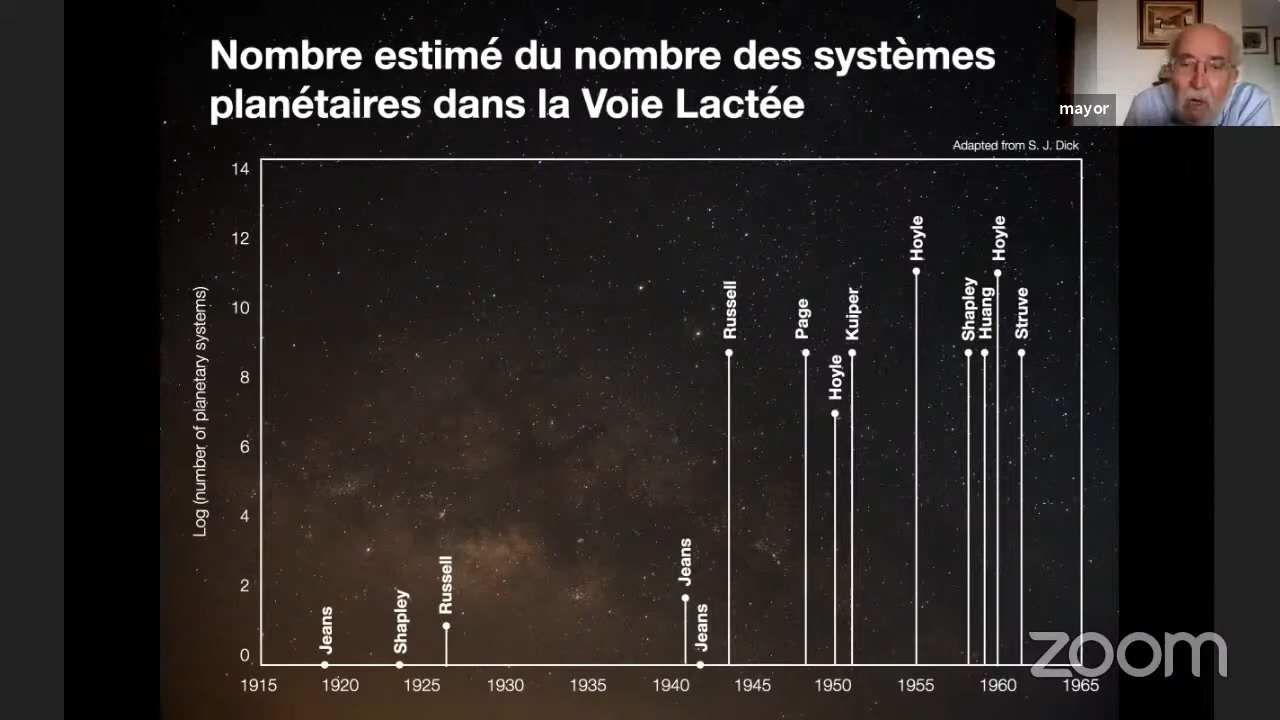 Nombre estimé du nombre des systèmes
planétaires dans la Voie Lactée
mayor
Adapted from S. J. Dick
Log (number of planetary systems)
14
12
10
8
6
4
2
0
Jeans
Shapley
Russell
Jeans
Jeans
Russell
Page
Hoyle
Kuiper
Hoyle
Shapley
Huang
Hoyle
Struve
1915
1920
1925
1930
1935
1940
1945
1950
1955
1960
1965
zoom